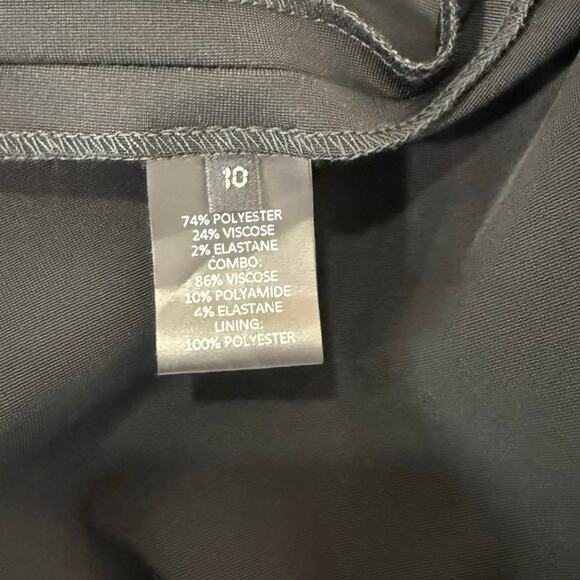 10
74% POLYESTER
24% VISCOSE
2% ELASTANE
COMBO:
86% VISCOSE
10% POLYAMIDE
4% ELASTANE
LINING:
100% POLYESTER